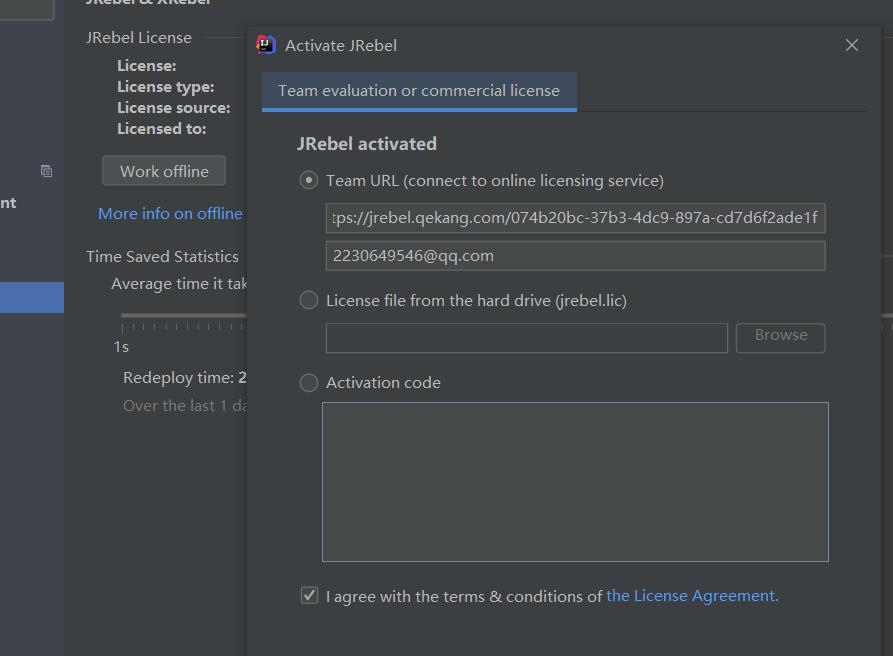 JRebel & XRebel
JRebel License
License:
License type:
License source:
Licensed to:
nt
Work offline
More info on offline
Time Saved Statistics
Average time it tak
1s
Redeploy time: 2
Over the last 1 da
Activate JRebel
Team evaluation or commercial license
JRebel activated
Team URL (connect to online licensing service)
tps://jrebel.qekang.com/074b20bc-37b3-4dc9-897a-cd7d6f2ade1f
2230649546@qq.com
License file from the hard drive (jrebel.lic)
Browse
Activation code
I agree with the terms & conditions of the License Agreement.